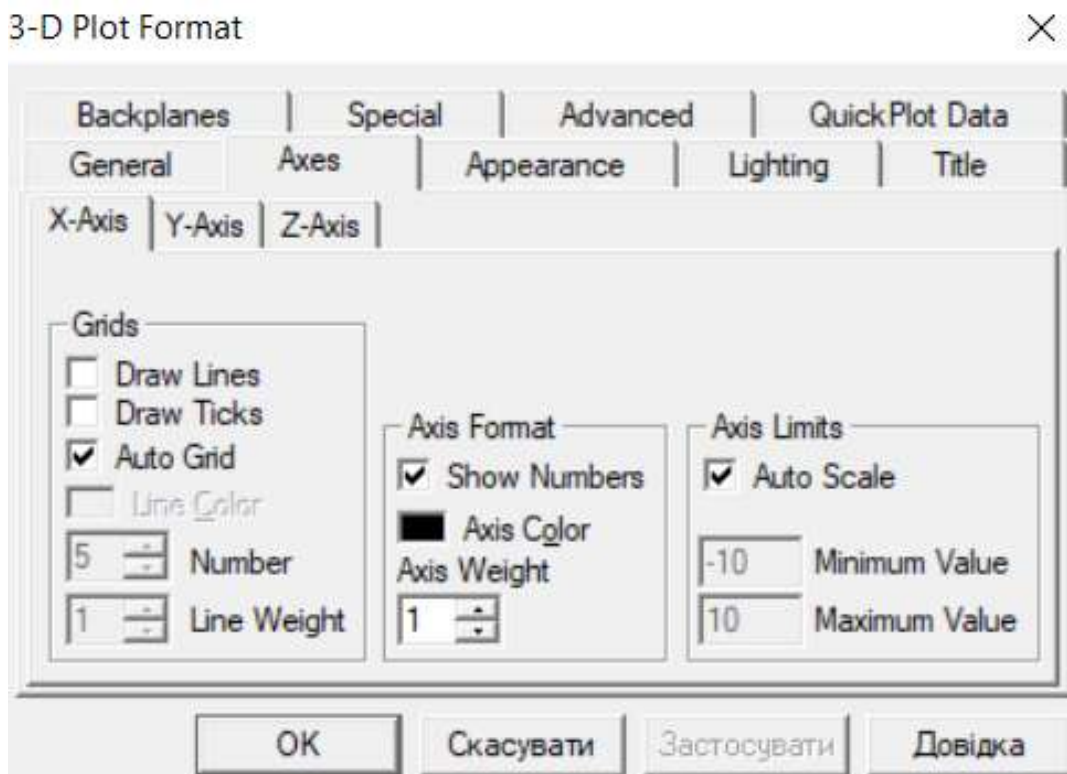 3-D Plot Format
Backplanes Special Advanced QuickPlot Data
General Axes Appearance Lighting Title
X-Axis Y-Axis Z-Axis
Grids
Draw Lines
Draw Ticks
Auto Grid
Line Color
5 Number
1 Line Weight
Axis Format
Show Numbers
Axis Color
Axis Weight
1
Axis Limits
Auto Scale
-10 Minimum Value
10 Maximum Value
OK Скасувати Застосувати Довідка